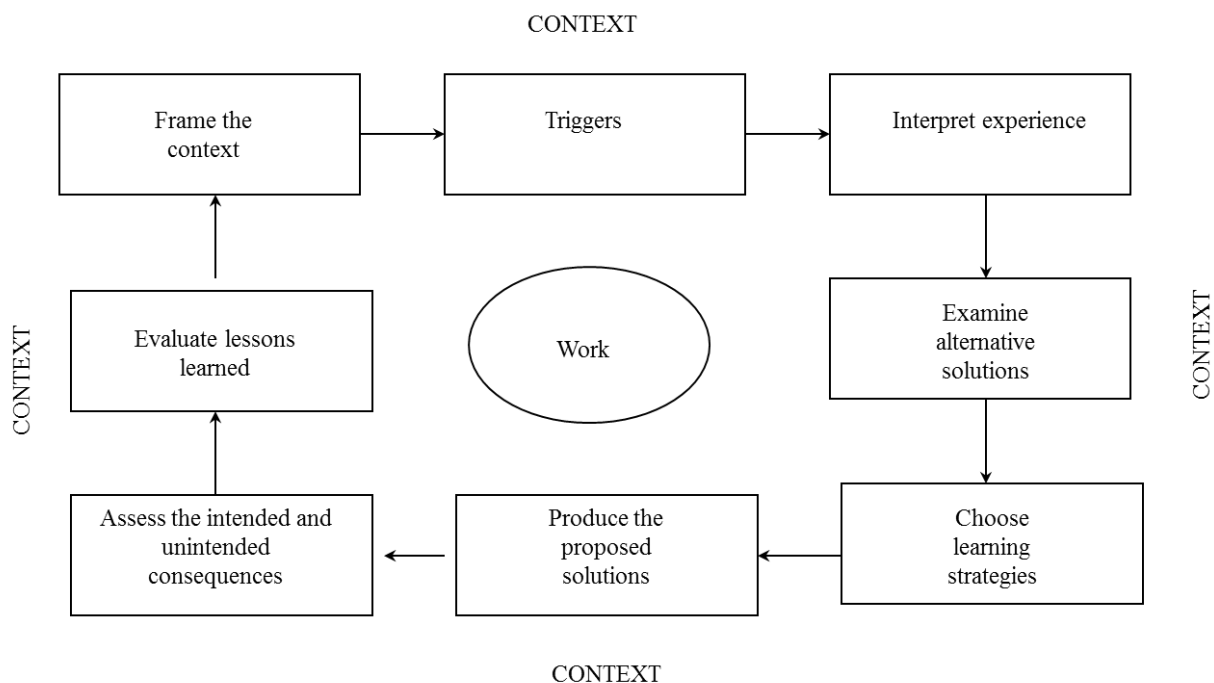 CONTEXT
Frame the
context
Triggers
Interpret experience
Evaluate lessons
learned
Work
Examine
alternative
solutions
CONTEXT
CONTEXT
Assess the intended and
unintended
consequences
Produce the
proposed
solutions
Choose
learning
strategies
CONTEXT